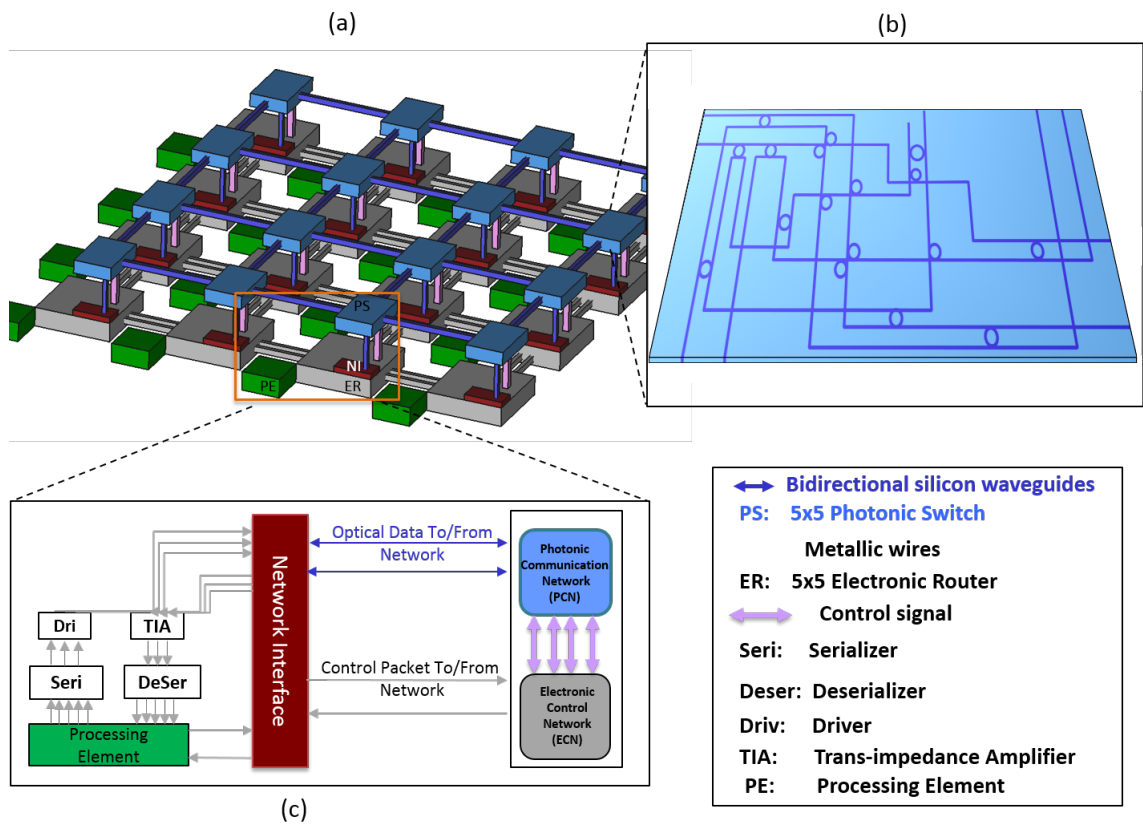 (a)
(b)
PS
NI
PE
ER
Optical Data To/From
Network
Photonic
Communication
Network
(PCN)
Network Interface
Dri
TIA
Seri
DeSer
Control Packet To/From
Network
Electronic
Control
Network
(ECN)
Processing
Element
(c)
Bidirectional silicon waveguides
PS: 5x5 Photonic Switch
Metallic wires
ER: 5x5 Electronic Router
Control signal
Seri: Serializer
Deser: Deserializer
Driv: Driver
TIA: Trans-impedance Amplifier
PE: Processing Element